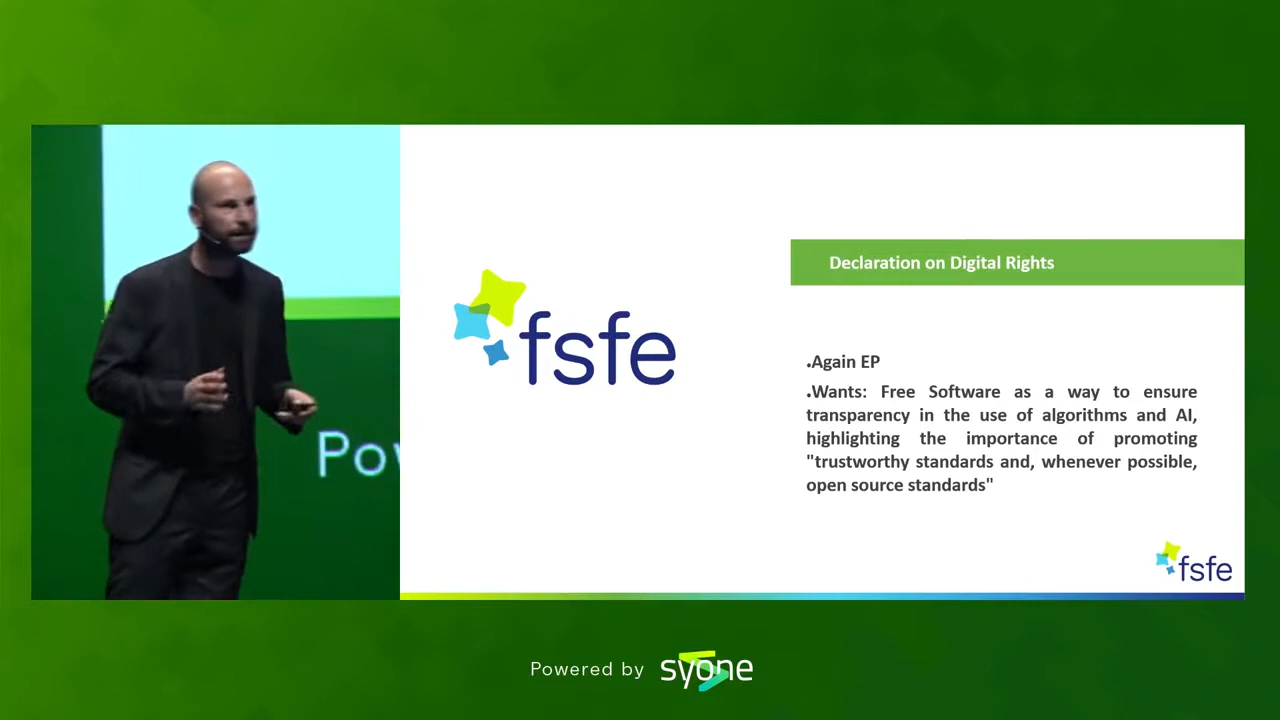 Pow
fsfe
Declaration on Digital Rights
.Again EP
.Wants: Free Software as a way to ensure
transparency in the use of algorithms and AI,
highlighting the importance of promoting
"trustworthy standards and, whenever possible,
open source standards"
fsfe
Powered by syone